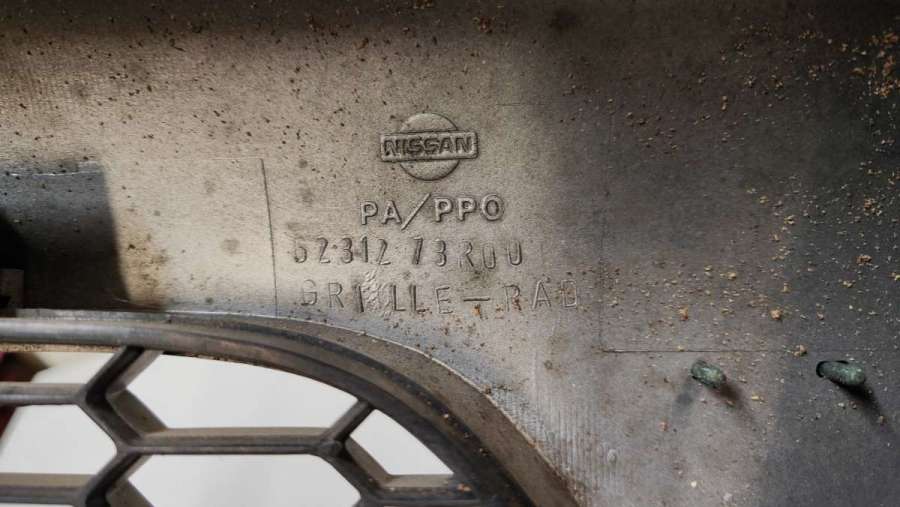 NISSAN
PA/PPO
62312 73R00
GRILLE-RAD